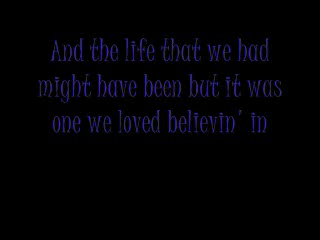 And the life that we had
might have been but it was
one we loved believin' in